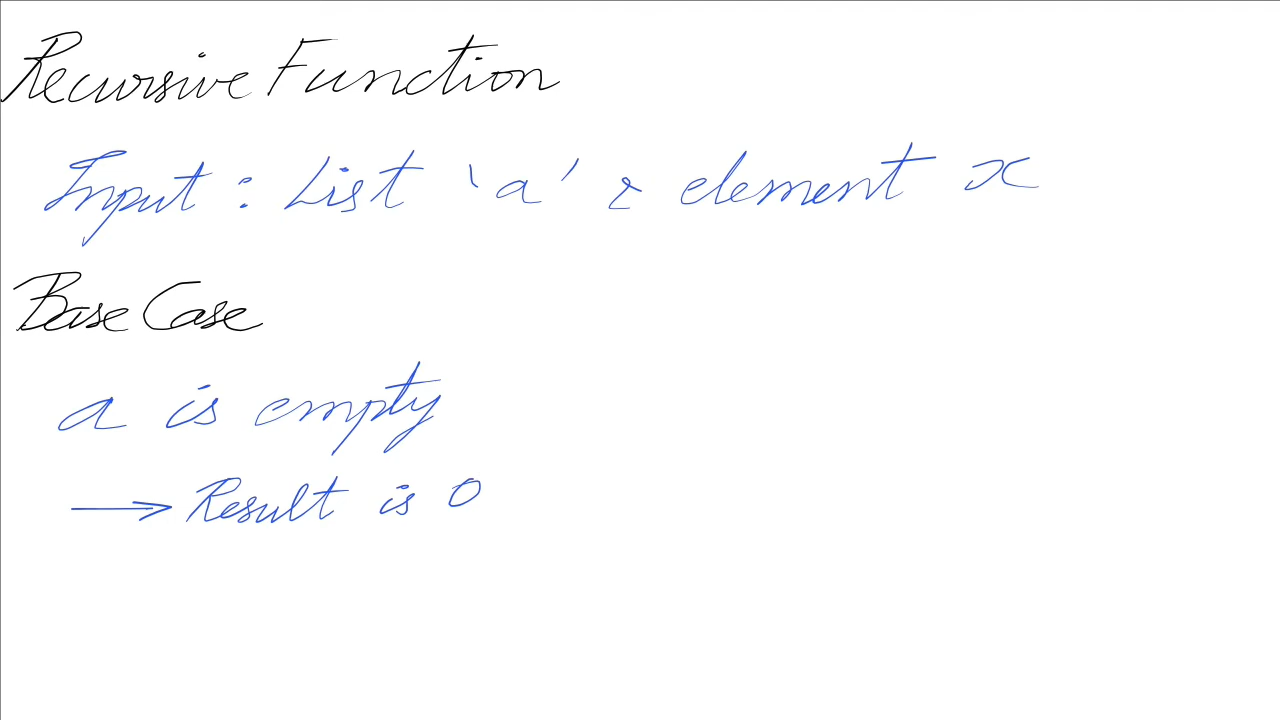 Recursive Function
Input : List 'a' & element x
Base Case
a is empty
→ Result is 0